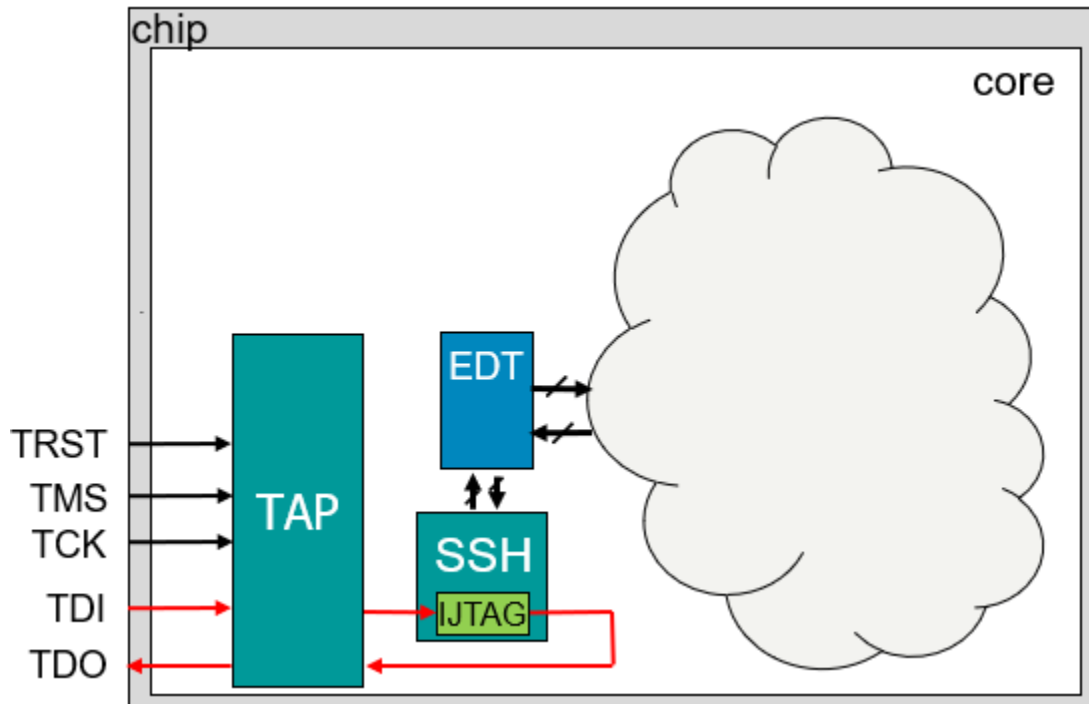 chip
core
EDT
TRST
TMS
TAP
TCK
SSH
TDI
IJTAG
TDO